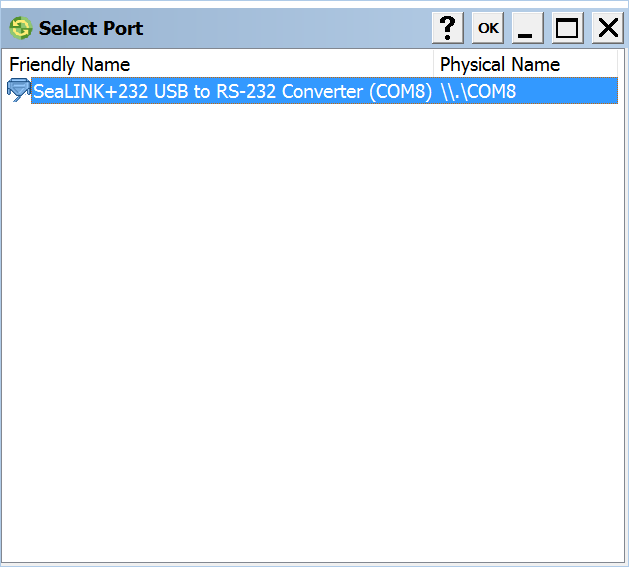 Select Port ? OK
Friendly Name Physical Name
SeaLINK+232 USB to RS-232 Converter (COM8) \\.\COM8